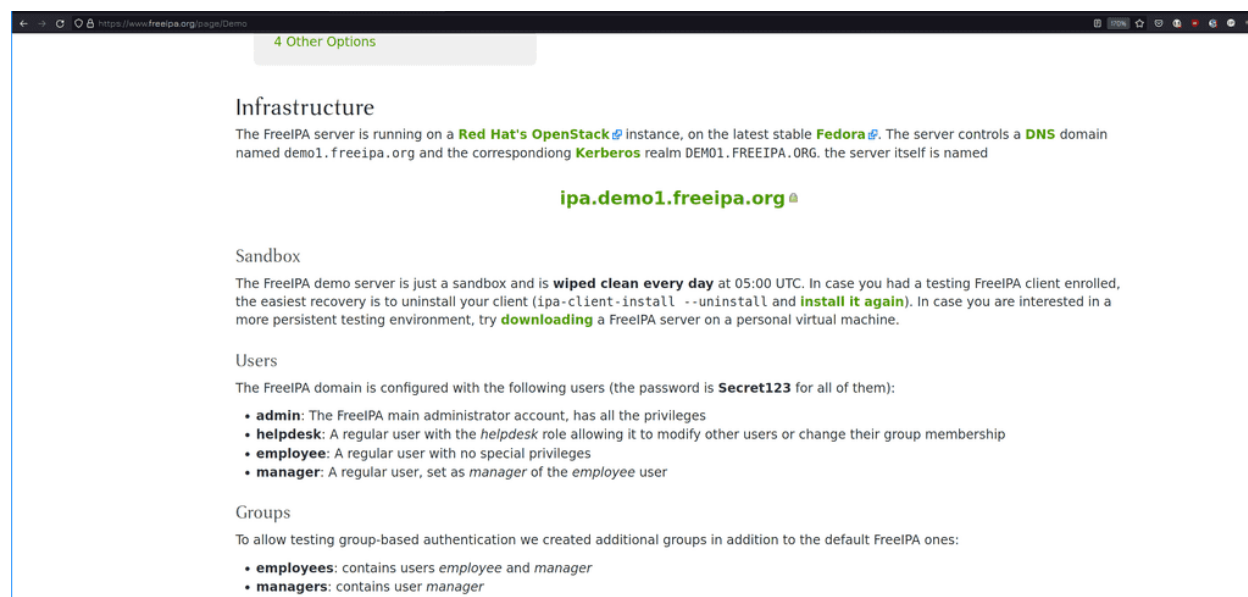 https://www.freeipa.org/page/Demo
170%
4 Other Options
Infrastructure
The FreeIPA server is running on a Red Hat's OpenStack instance, on the latest stable Fedora. The server controls a DNS domain
named demo1.freeipa.org and the correspondiong Kerberos realm DEMO1.FREEIPA.ORG. the server itself is named
ipa.demo1.freeipa.org
Sandbox
The FreeIPA demo server is just a sandbox and is wiped clean every day at 05:00 UTC. In case you had a testing FreeIPA client enrolled,
the easiest recovery is to uninstall your client (ipa-client-install --uninstall and install it again). In case you are interested in a
more persistent testing environment, try downloading a FreeIPA server on a personal virtual machine.
Users
The FreeIPA domain is configured with the following users (the password is Secret123 for all of them):
• admin: The FreeIPA main administrator account, has all the privileges
• helpdesk: A regular user with the helpdesk role allowing it to modify other users or change their group membership
• employee: A regular user with no special privileges
• manager: A regular user, set as manager of the employee user
Groups
To allow testing group-based authentication we created additional groups in addition to the default FreeIPA ones:
• employees: contains users employee and manager
• managers: contains user manager